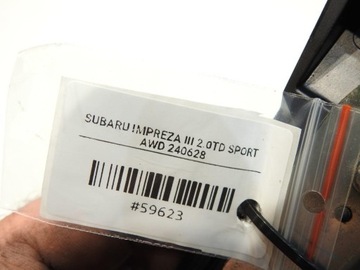 SUBARU IMPREZA III 2.0TD SPORT
AWD 240628
#59623